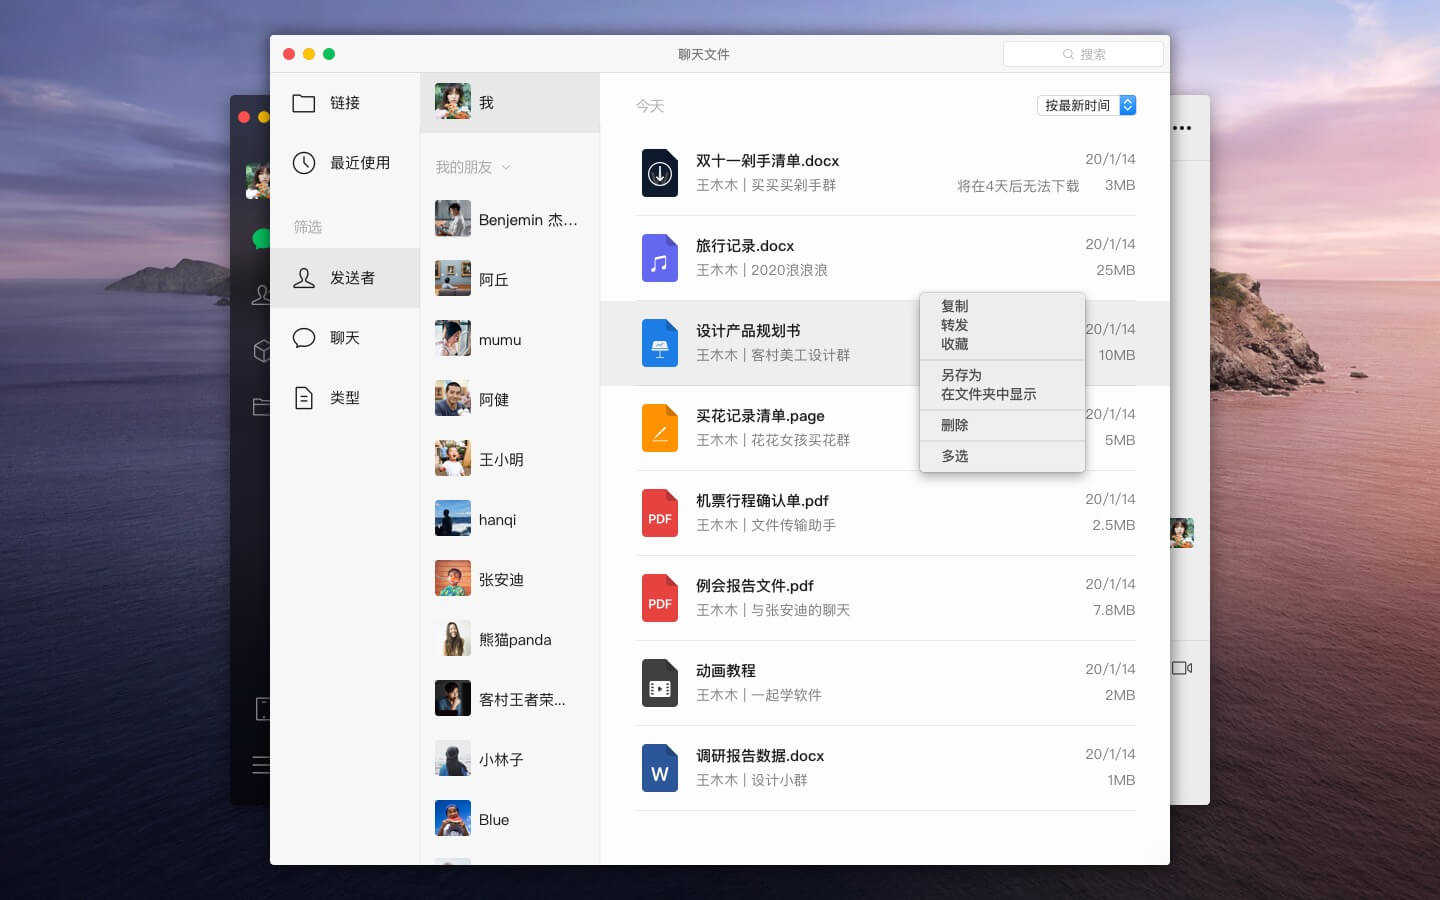 聊天文件
搜索
链接
最近使用
筛选
发送者
聊天
类型
我
我的朋友
Benjemin 杰...
阿丘
mumu
阿健
王小明
hanqi
张安迪
熊猫panda
客村王者荣...
小林子
Blue
今天
按最新时间
双十一剁手清单.docx
20/1/14
王木木 | 买买买剁手群
将在4天后无法下载
3MB
旅行记录.docx
20/1/14
王木木 | 2020浪浪浪
25MB
设计产品规划书
20/1/14
王木木 | 客村美工设计群
10MB
买花记录清单.page
20/1/14
王木木 | 花花女孩买花群
5MB
PDF
机票行程确认单.pdf
20/1/14
王木木 | 文件传输助手
2.5MB
PDF
例会报告文件.pdf
20/1/14
王木木 | 与张安迪的聊天
7.8MB
动画教程
20/1/14
王木木 | 一起学软件
2MB
W
调研报告数据.docx
20/1/14
王木木 | 设计小群
1MB
复制
转发
收藏
另存为
在文件夹中显示
删除
多选